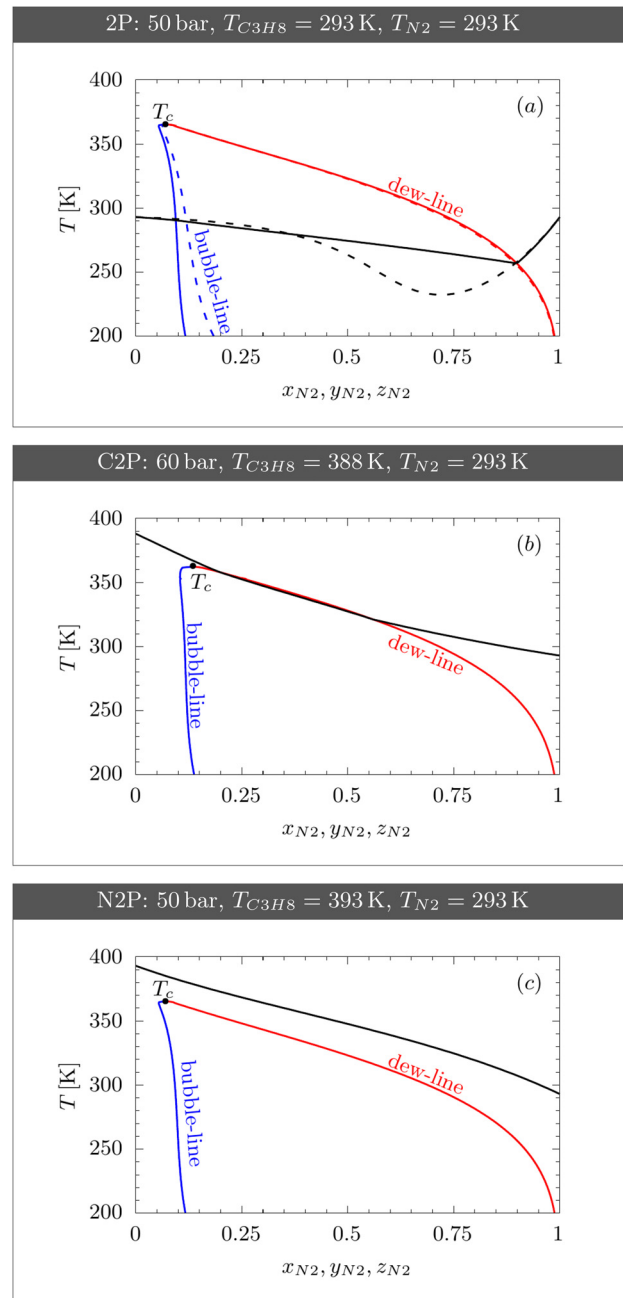 2P: 50 bar, T_{C3H8} = 293 K, T_{N2} = 293 K
400
(a)
T_c
350
dew-line
T [K]
300
bubble-line
250
200
0 0.25 0.5 0.75 1
x_{N2}, y_{N2}, z_{N2}
C2P: 60 bar, T_{C3H8} = 388 K, T_{N2} = 293 K
400
(b)
350
T_c
T [K]
300
bubble-line
dew-line
250
200
0 0.25 0.5 0.75 1
x_{N2}, y_{N2}, z_{N2}
N2P: 50 bar, T_{C3H8} = 393 K, T_{N2} = 293 K
400
(c)
T_c
350
T [K]
300
bubble-line
dew-line
250
200
0 0.25 0.5 0.75 1
x_{N2}, y_{N2}, z_{N2}